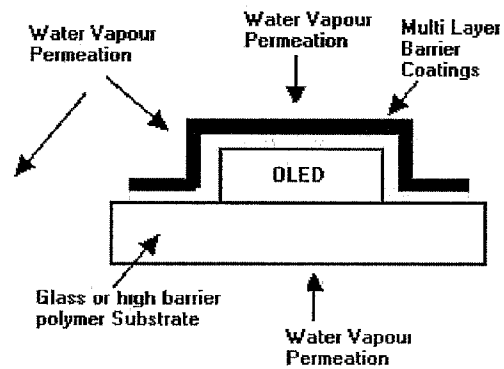 Water Vapour
Permeation
Water Vapour
Permeation
Multi Layer
Barrier
Coatings
OLED
Glass or high barrier
polymer Substrate
Water Vapour
Permeation